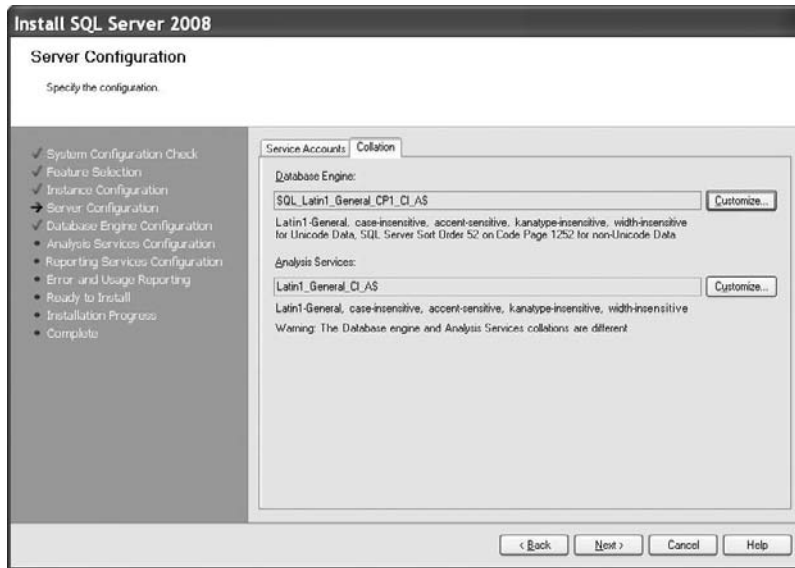 Install SQL Server 2008
Server Configuration
Specify the configuration.
System Configuration Check
Feature Selection
Instance Configuration
Server Configuration
Database Engine Configuration
Analysis Services Configuration
Reporting Services Configuration
Error and Usage Reporting
Ready to Install
Installation Progress
Complete
Service Accounts Collation
Database Engine:
SQL_Latin1_General_CP1_CI_AS Customize...
Latin1-General, case-insensitive, accent-sensitive, kanatype-insensitive, width-insensitive
for Unicode Data, SQL Server Sort Order 52 on Code Page 1252 for non-Unicode Data
Analysis Services:
Latin1_General_CI_AS Customize...
Latin1-General, case-insensitive, accent-sensitive, kanatype-insensitive, width-insensitive
Warning: The Database engine and Analysis Services collations are different
< Back Next > Cancel Help